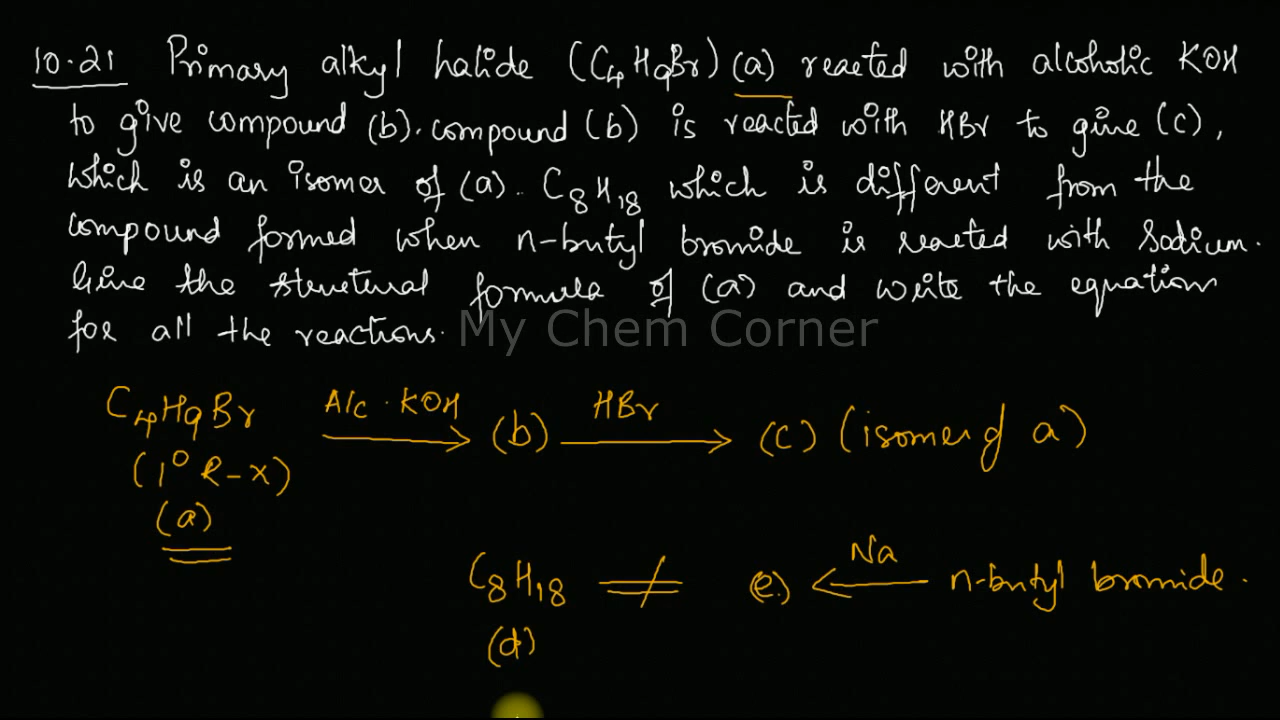 10.21 Primary alkyl halide (C4H9Br) (a) reacted with alcoholic KOH
to give compound (b). compound (b) is reacted with HBr to give (c),
which is an isomer of (a). C8H18 which is different from the
compound formed when n-butyl bromide is reacted with Sodium.
Give the structural formula of (a) and write the equations
for all the reactions.
My Chem Corner
C4H9Br Alc. KOH (b) HBr (c) (isomer of a)
(1° R-X)
(a)
C8H18 ≠ (e) Na n-butyl bromide.
(d)